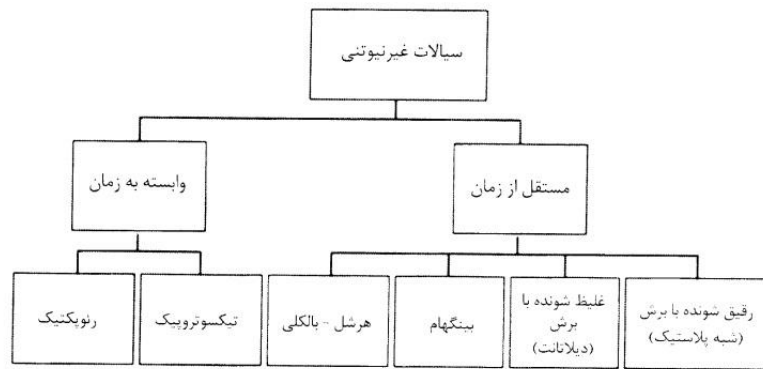 سیالات غیرنیوتنی
مستقل از زمان
وابسته به زمان
رقیق شونده با برش
(شبه پلاستیک)
غلیظ شونده با
برش
(دیلاتانت)
بینگهام
هرشل - بالکلی
تیکسوتروپیک
رئوپکتیک